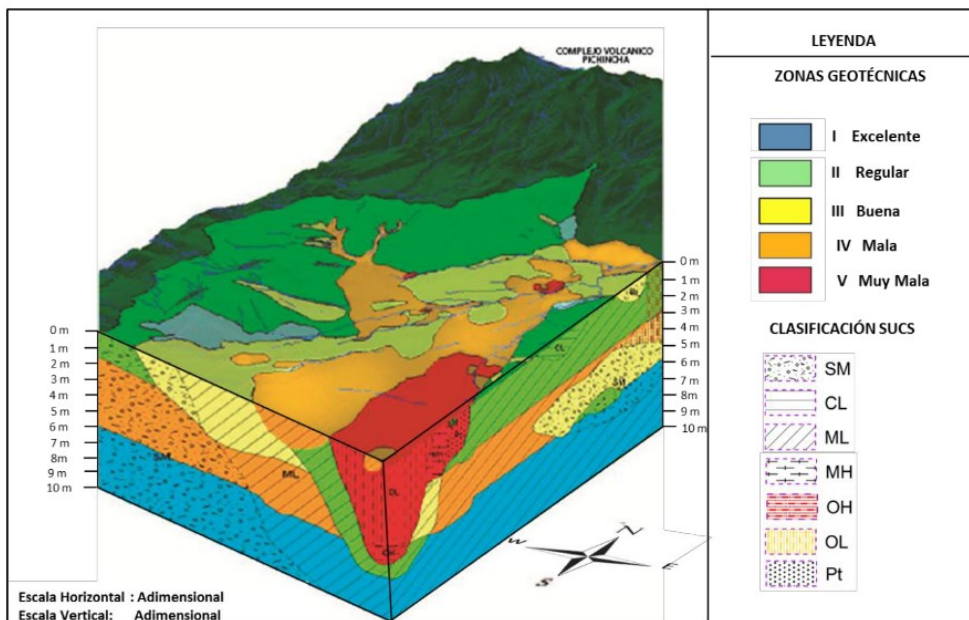 COMPLEJO VOLCANICO
PICHINCHA
0 m
1 m
2 m
3 m
4 m
5 m
6 m
7 m
8m
9 m
10 m
0 m
1 m
2 m
3 m
4 m
5 m
6 m
7 m
8m
9 m
10 m
CL
SM
ML
SM
CL
Pt
W
N
S
E
Escala Horizontal : Adimensional
Escala Vertical: Adimensional
LEYENDA
ZONAS GEOTÉCNICAS
I Excelente
II Regular
III Buena
IV Mala
V Muy Mala
CLASIFICACIÓN SUCS
SM
CL
ML
MH
OH
OL
Pt